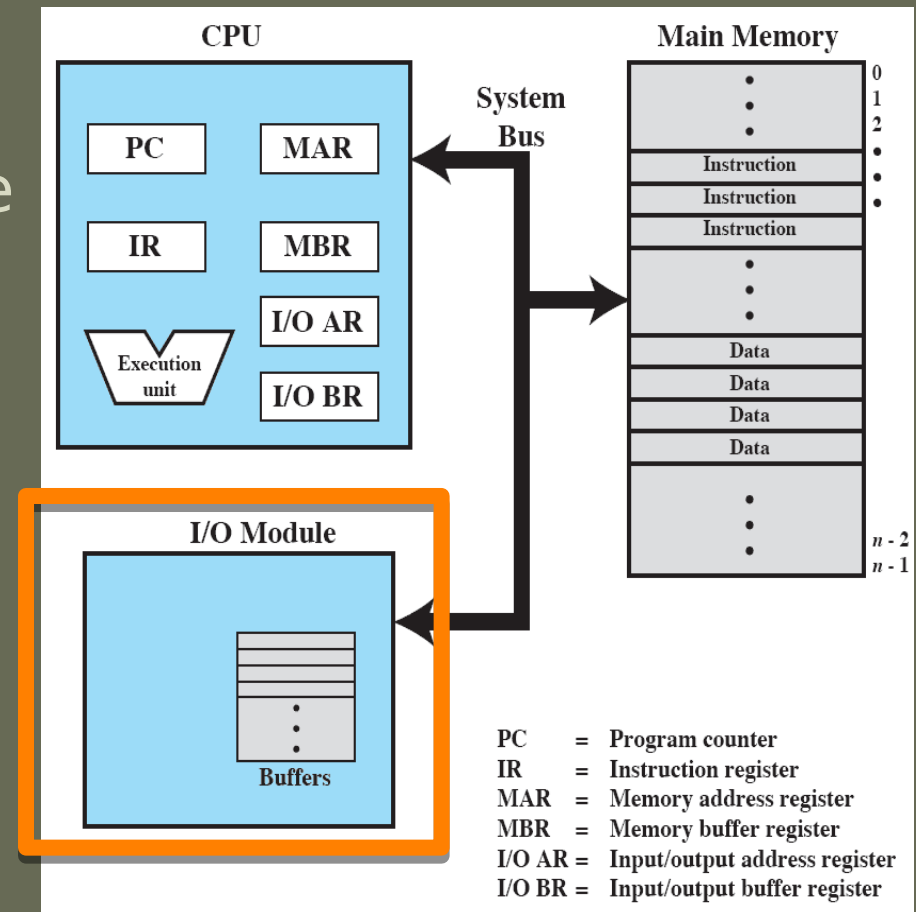 e
CPU
PC
MAR
IR
MBR
I/O AR
Execution
unit
I/O BR
System
Bus
Main Memory
0
1
2
Instruction
Instruction
Instruction
Data
Data
Data
Data
n - 2
n - 1
I/O Module
Buffers
PC = Program counter
IR = Instruction register
MAR = Memory address register
MBR = Memory buffer register
I/O AR = Input/output address register
I/O BR = Input/output buffer register